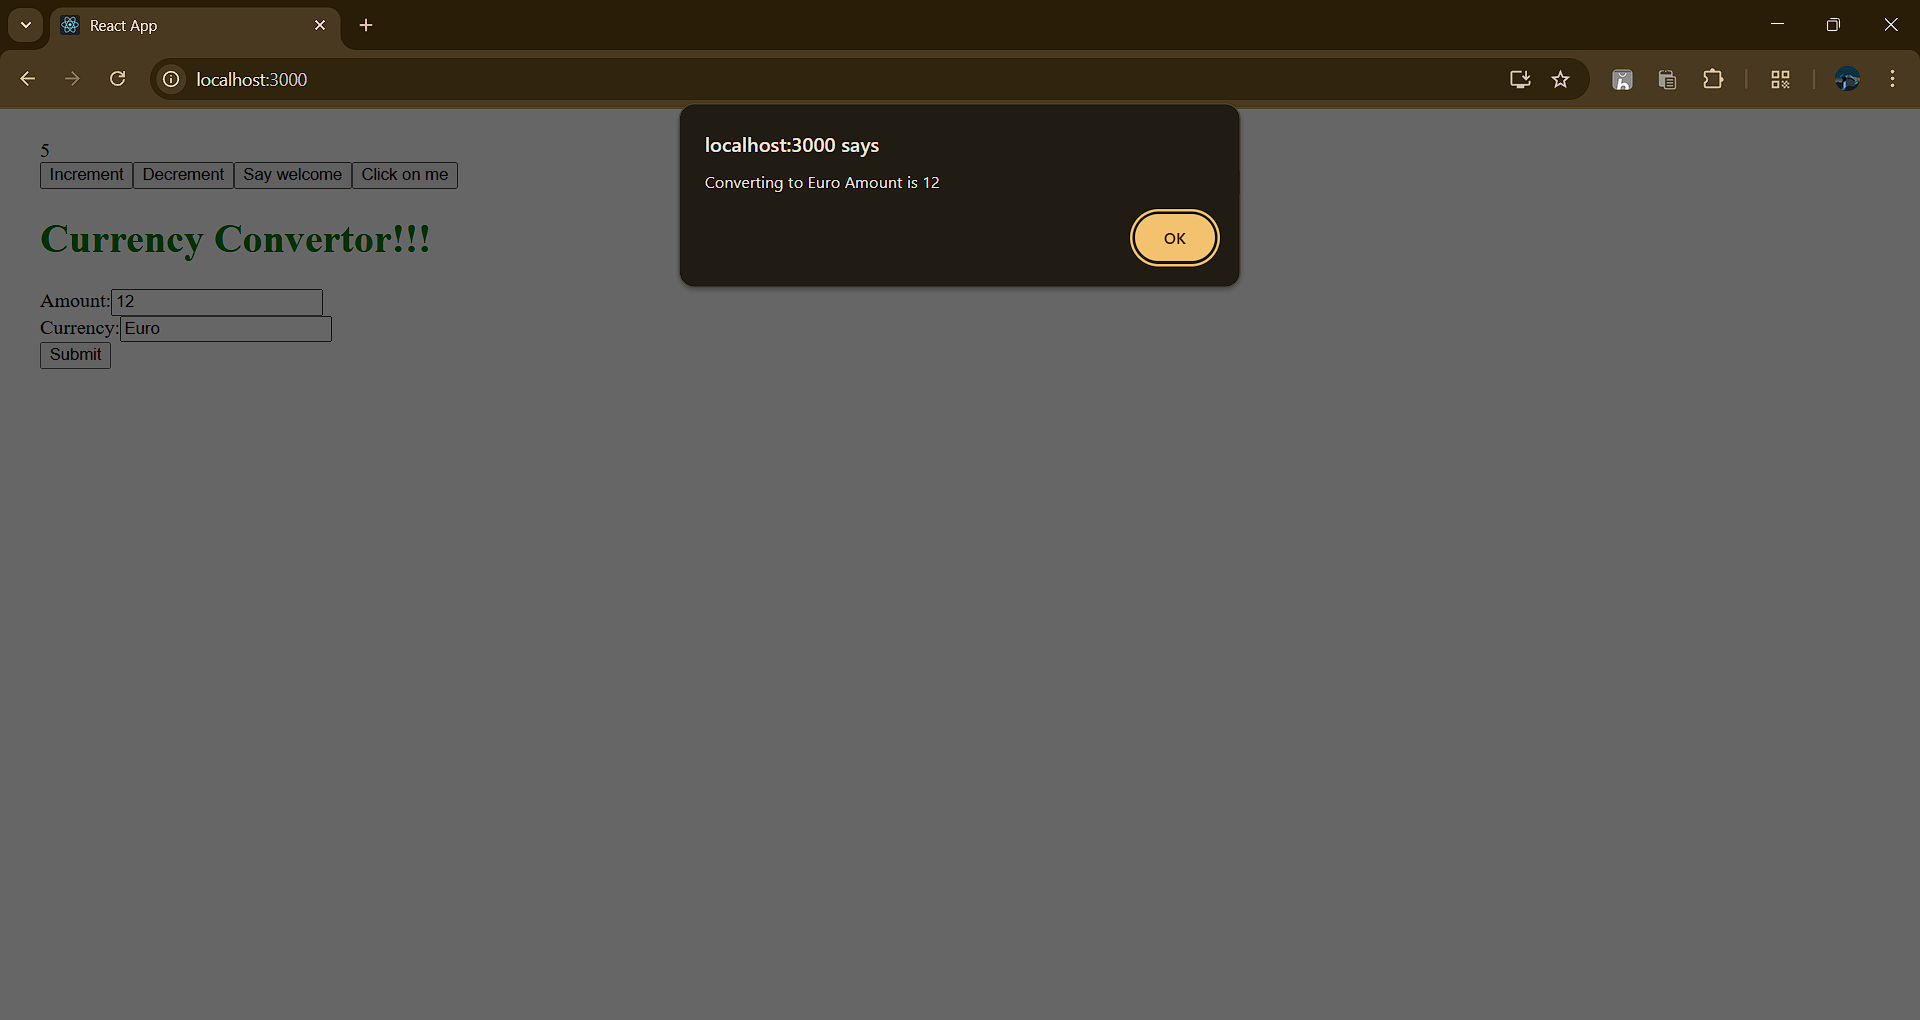 React App
localhost:3000
localhost:3000 says
Converting to Euro Amount is 12
OK
5
Increment Decrement Say welcome Click on me
Currency Convertor!!!
Amount: 12
Currency: Euro
Submit